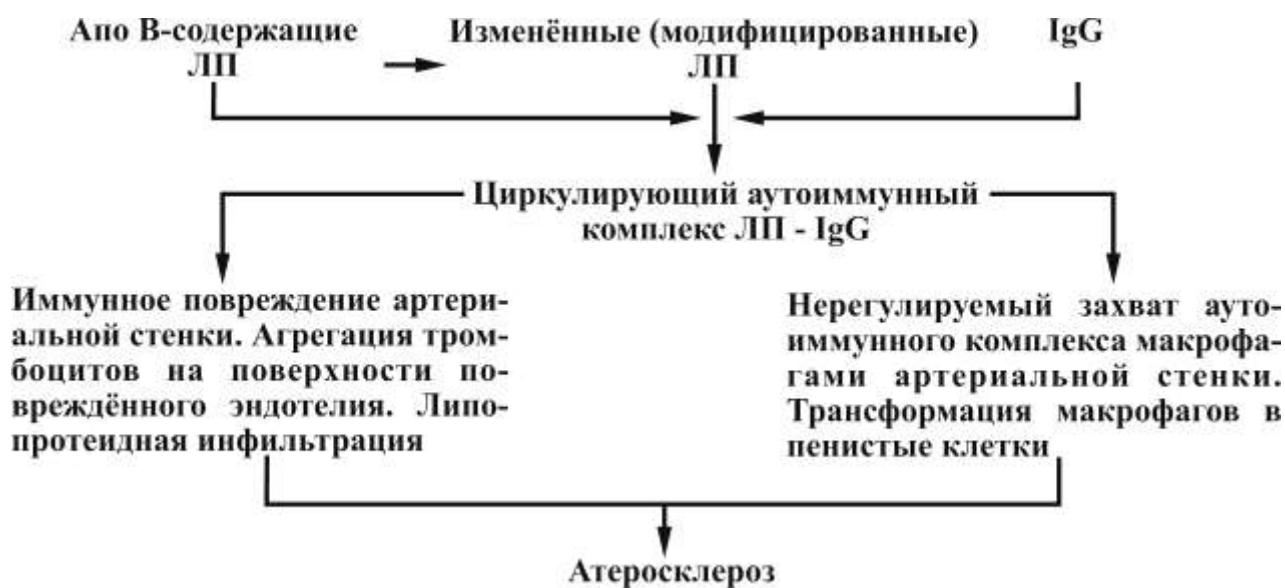 Апо В-содержащие
ЛП
Изменённые (модифицированные)
ЛП
IgG
Циркулирующий аутоиммунный
комплекс ЛП - IgG
Иммунное повреждение артери-
альной стенки. Агрегация тром-
боцитов на поверхности по-
вреждённого эндотелия. Липо-
протеидная инфильтрация
Нерегулируемый захват ауто-
иммунного комплекса макрофа-
гами артериальной стенки.
Трансформация макрофагов в
пенистые клетки
Атеросклероз